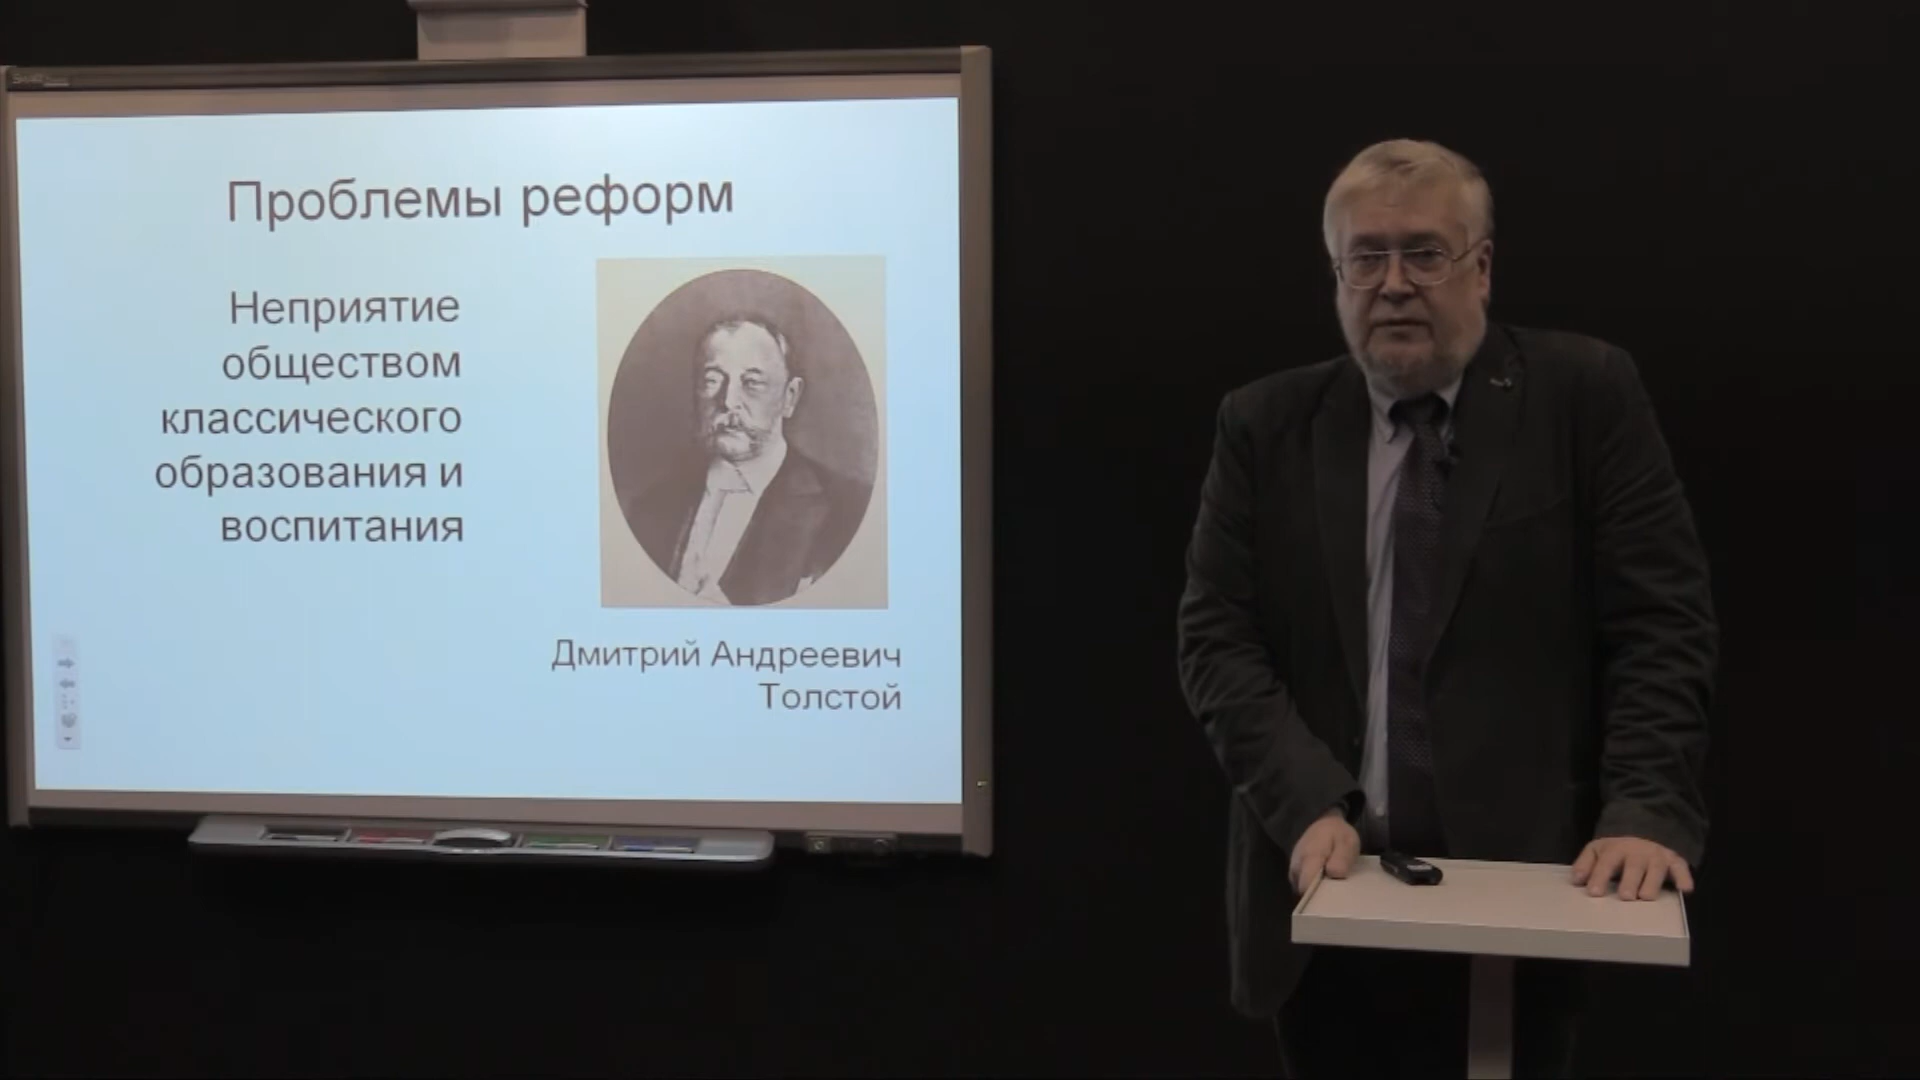 Проблемы реформ
Неприятие
обществом
классического
образования и
воспитания
Дмитрий Андреевич
Толстой